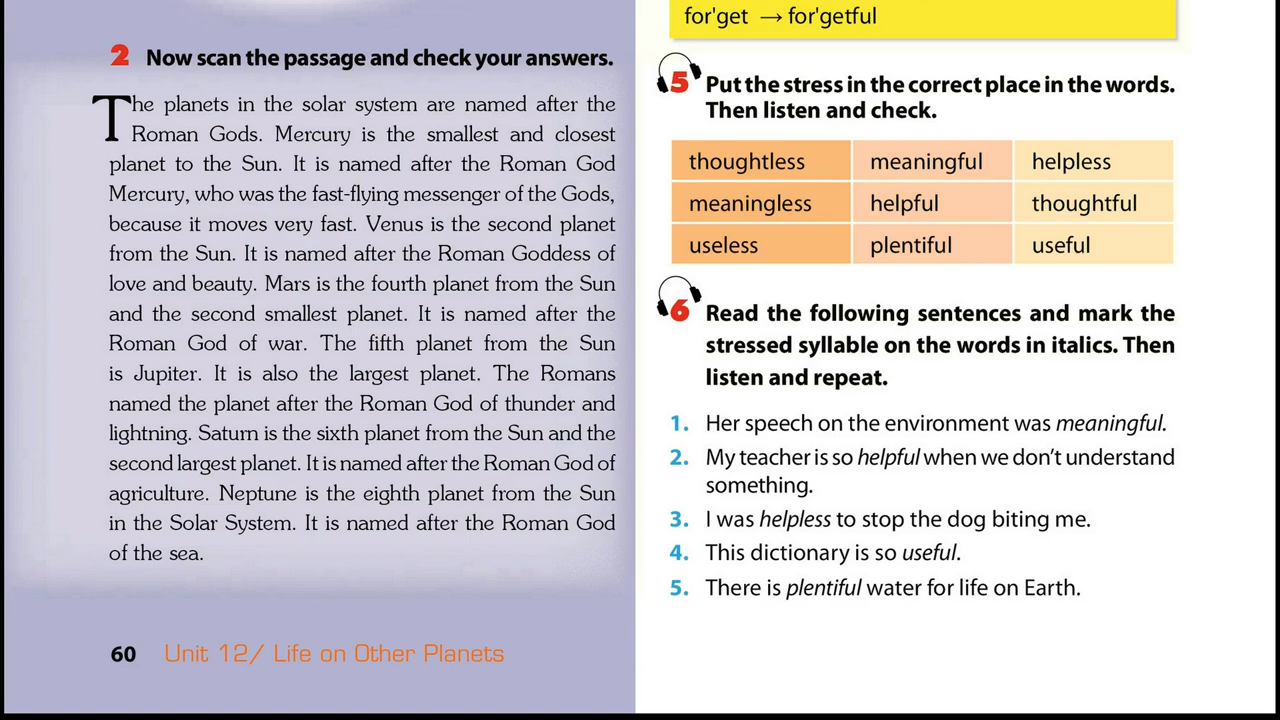 2 Now scan the passage and check your answers.
The planets in the solar system are named after the
Roman Gods. Mercury is the smallest and closest
planet to the Sun. It is named after the Roman God
Mercury, who was the fast-flying messenger of the Gods,
because it moves very fast. Venus is the second planet
from the Sun. It is named after the Roman Goddess of
love and beauty. Mars is the fourth planet from the Sun
and the second smallest planet. It is named after the
Roman God of war. The fifth planet from the Sun
is Jupiter. It is also the largest planet. The Romans
named the planet after the Roman God of thunder and
lightning. Saturn is the sixth planet from the Sun and the
second largest planet. It is named after the Roman God of
agriculture. Neptune is the eighth planet from the Sun
in the Solar System. It is named after the Roman God
of the sea.
60 Unit 12/ Life on Other Planets
for'get → for'getful
5 Put the stress in the correct place in the words.
Then listen and check.
thoughtless meaningful helpless
meaningless helpful thoughtful
useless plentiful useful
6 Read the following sentences and mark the
stressed syllable on the words in italics. Then
listen and repeat.
1. Her speech on the environment was meaningful.
2. My teacher is so helpful when we don't understand
something.
3. I was helpless to stop the dog biting me.
4. This dictionary is so useful.
5. There is plentiful water for life on Earth.